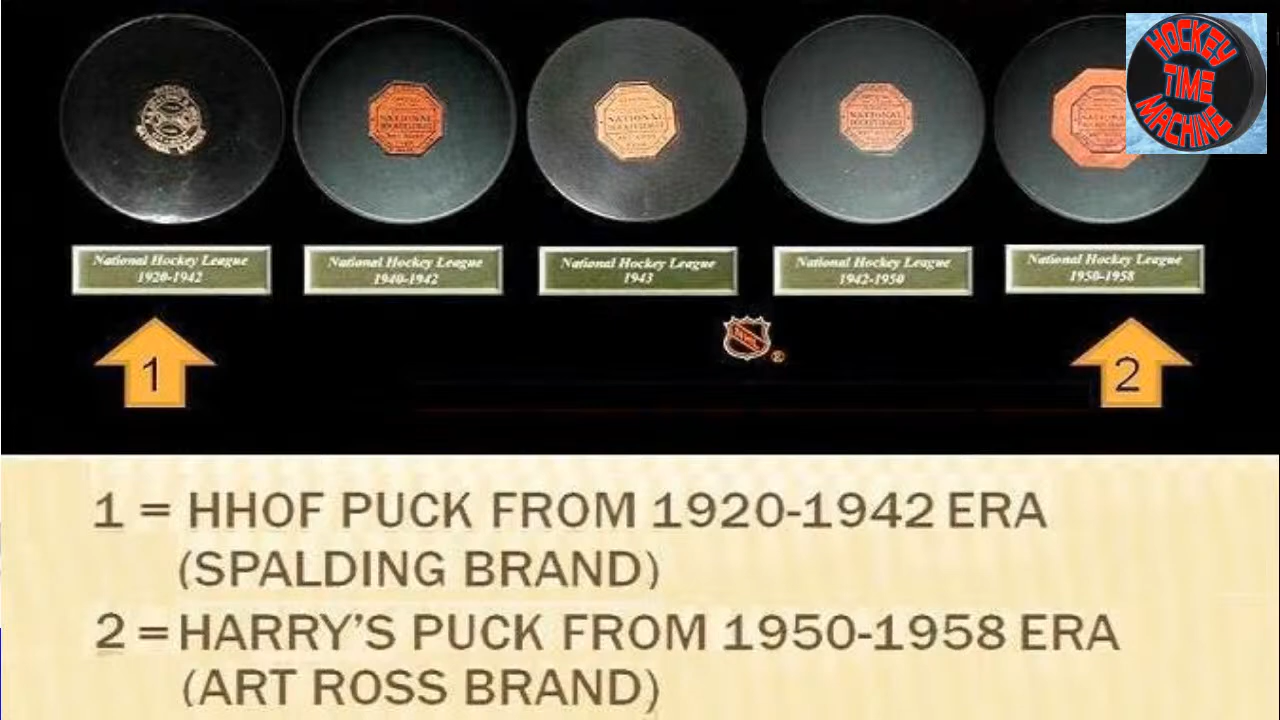 HOCKEY
TIME
MACHINE
NATIONAL
NATIONAL
NATIONAL
National Hockey League
1920-1942
National Hockey League
1940-1942
National Hockey League
1943
National Hockey League
1942-1950
National Hockey League
1950-1958
NHL
®
1
2
1 = HHOF PUCK FROM 1920-1942 ERA
(SPALDING BRAND)
2 = HARRY'S PUCK FROM 1950-1958 ERA
(ART ROSS BRAND)